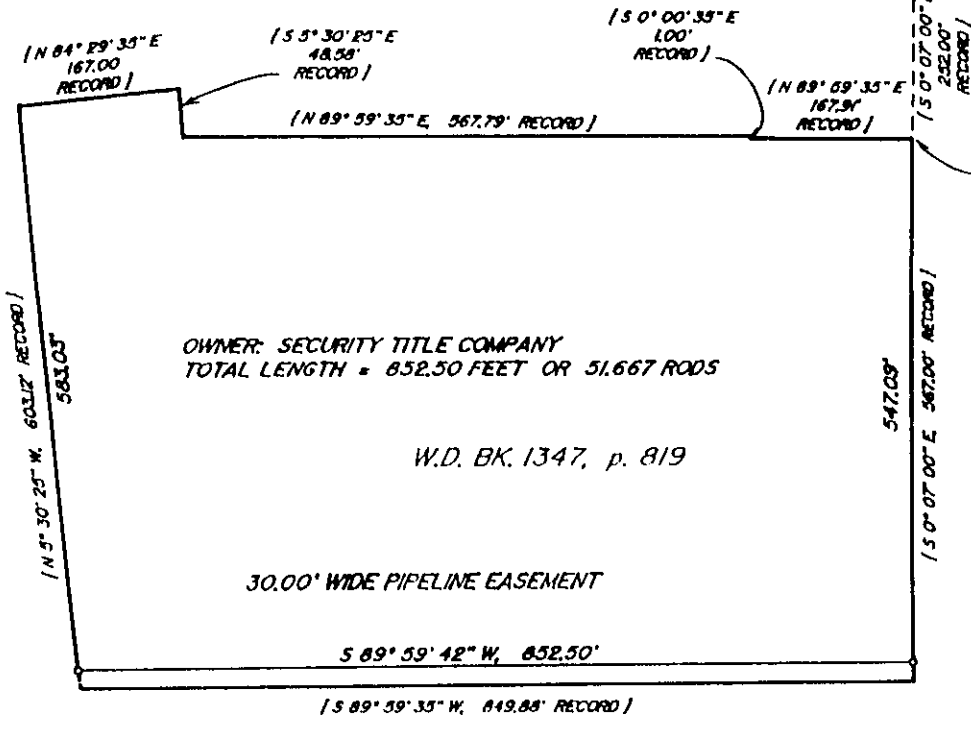 [ N 84° 29' 35" E
167.00
RECORD ]
[ S 5° 30' 25" E
48.58'
RECORD ]
[ S 0° 00' 35" E
1.00'
RECORD ]
[ S 0° 07' 00"
252.00'
RECORD ]
[ N 89° 59' 35" E
167.91'
RECORD ]
[ N 89° 59' 35" E, 567.79' RECORD ]
[ N 5° 30' 25" W, 603.12' RECORD ]
583.03'
OWNER: SECURITY TITLE COMPANY
TOTAL LENGTH = 852.50 FEET OR 51.667 RODS
W.D. BK. 1347, p. 819
547.09'
[ S 0° 07' 00" E, 567.00' RECORD ]
30.00' WIDE PIPELINE EASEMENT
S 89° 59' 42" W, 852.50'
[ S 89° 59' 35" W, 849.88' RECORD ]